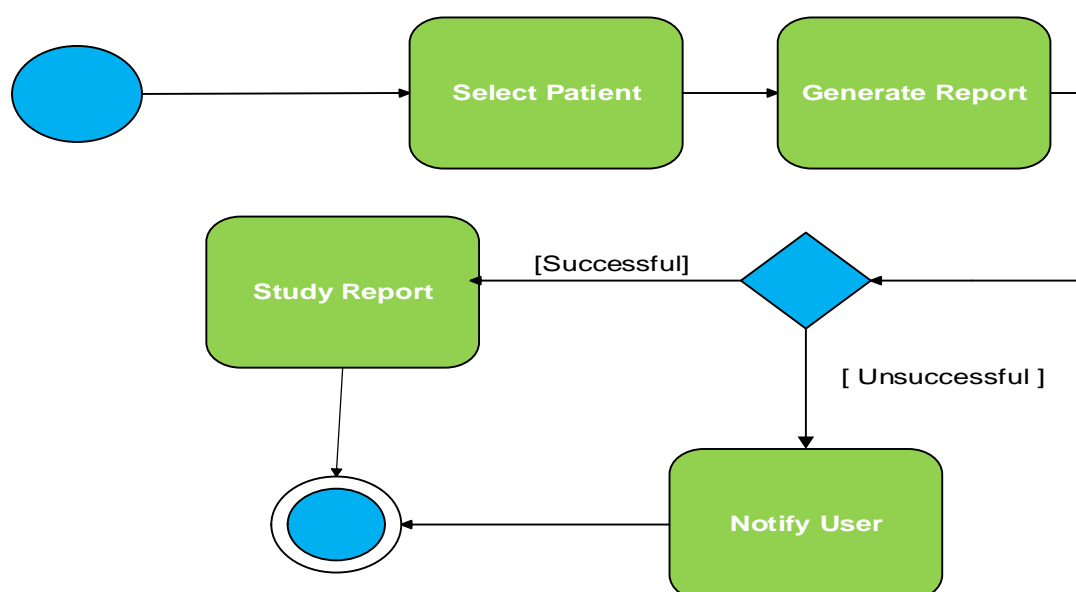 Select Patient
Generate Report
[Successful]
Study Report
[ Unsuccessful ]
Notify User